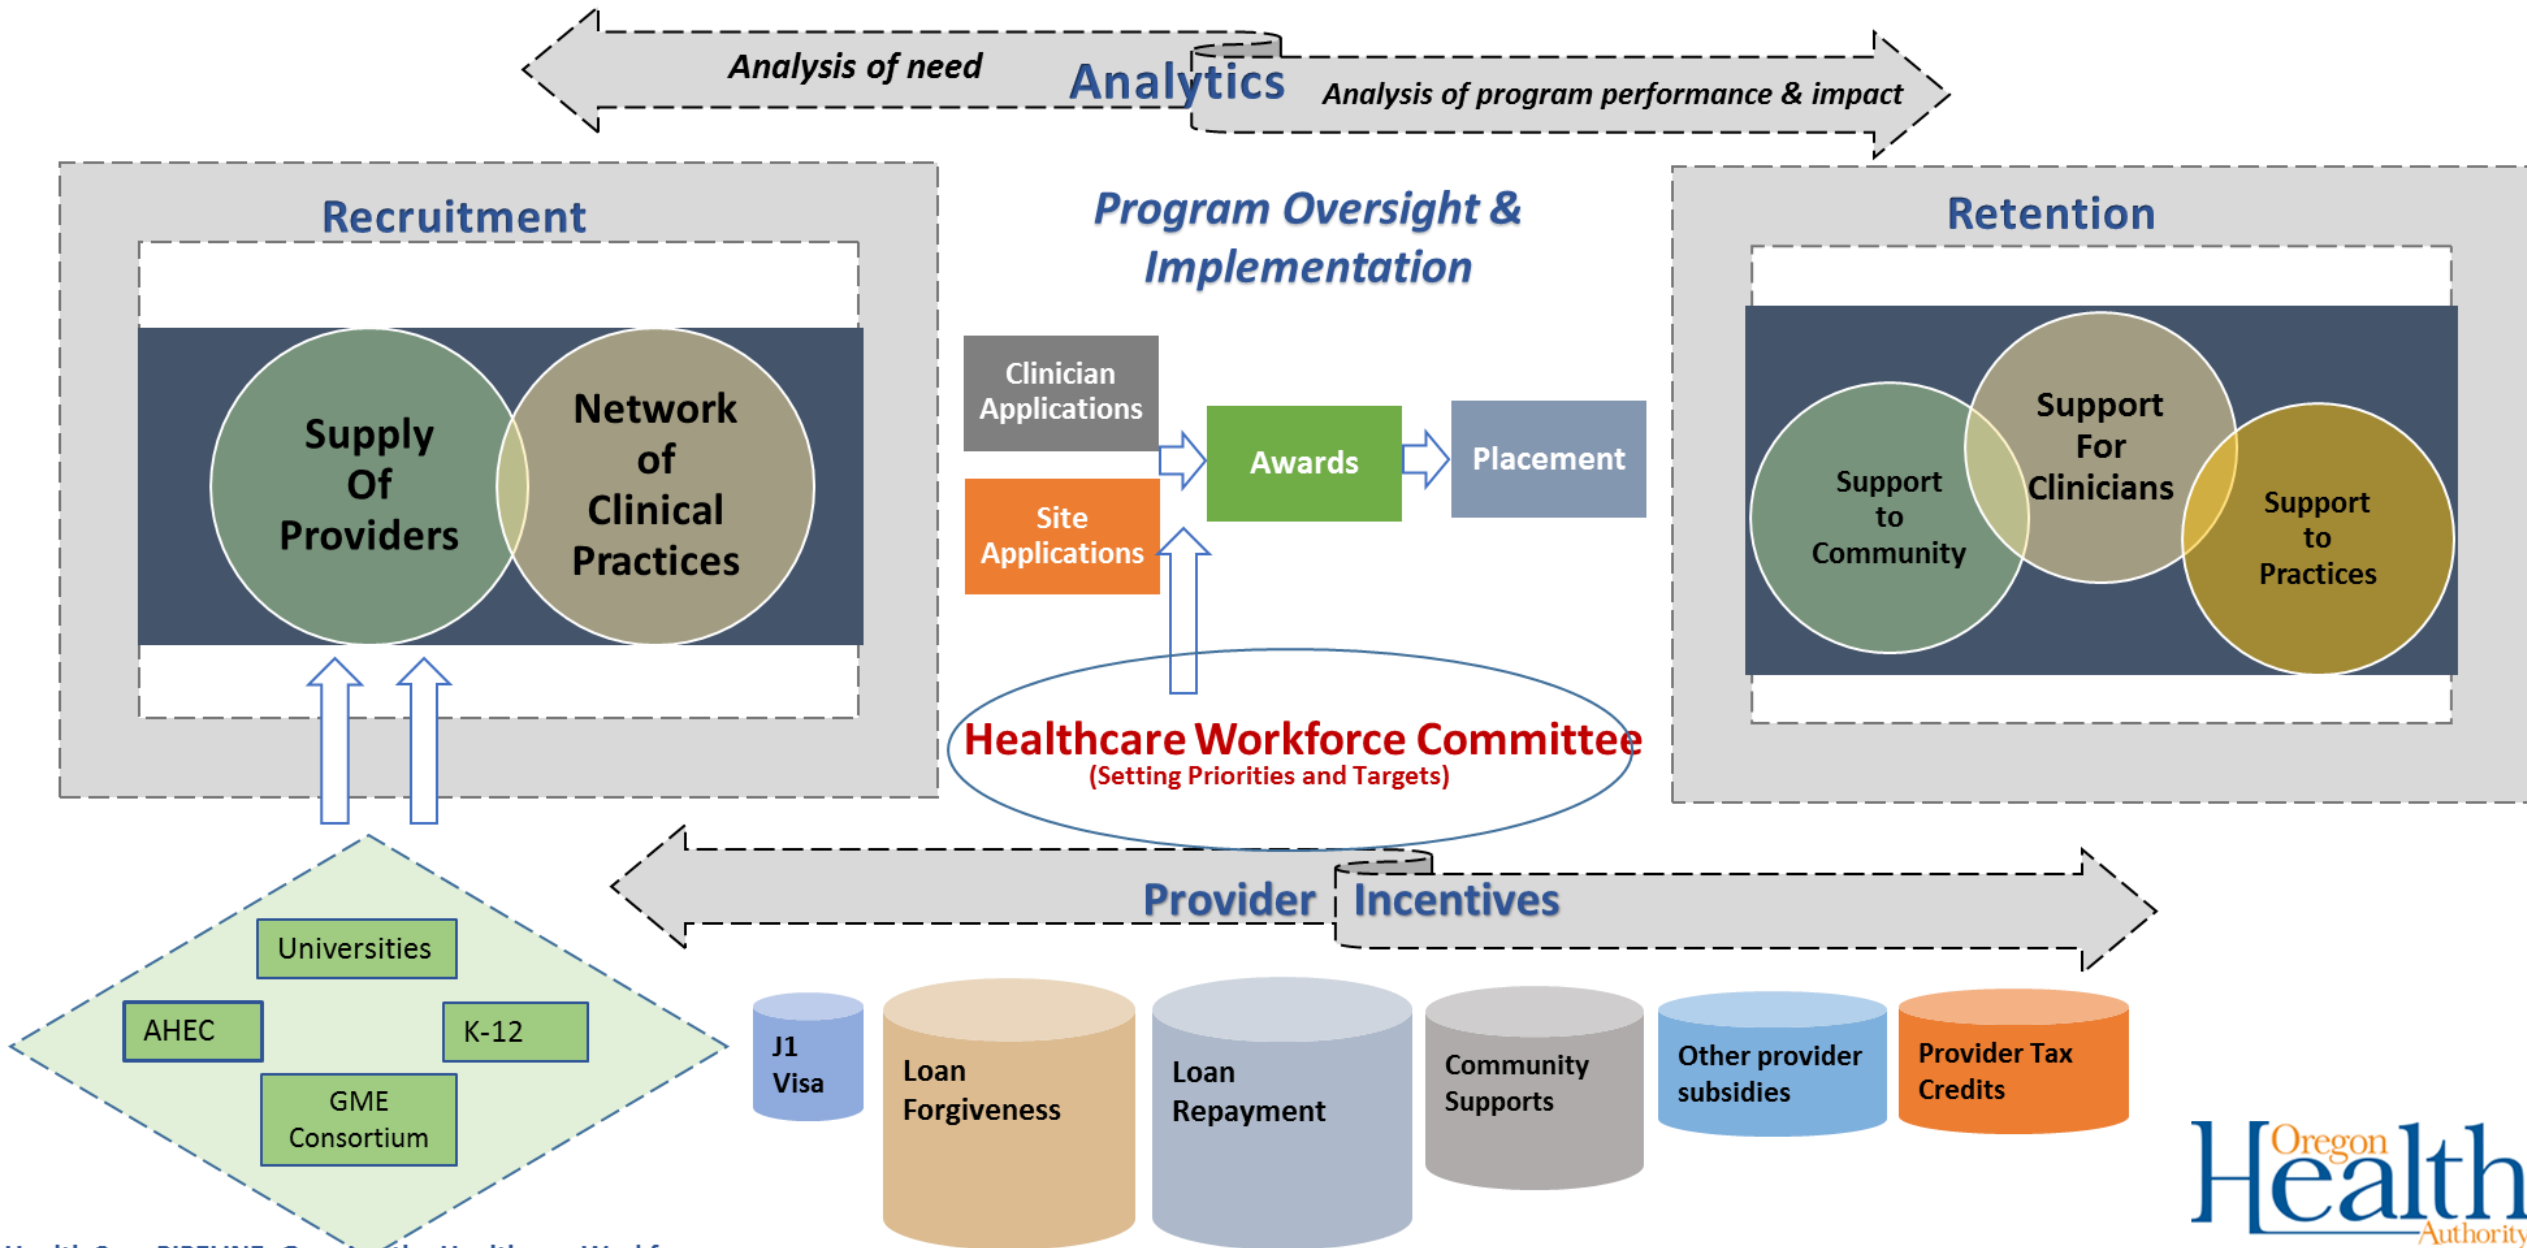 Analysis of need
Analytics
Analysis of program performance & impact
Recruitment
Program Oversight &
Implementation
Retention
Supply
Of
Providers
Network
of
Clinical
Practices
Clinician
Applications
Site
Applications
Awards
Placement
Support
to
Community
Support
For
Clinicians
Support
to
Practices
Healthcare Workforce Committee
(Setting Priorities and Targets)
Provider Incentives
Universities
AHEC
K-12
GME
Consortium
J1
Visa
Loan
Forgiveness
Loan
Repayment
Community
Supports
Other provider
subsidies
Provider Tax
Credits
Oregon
Health
Authority